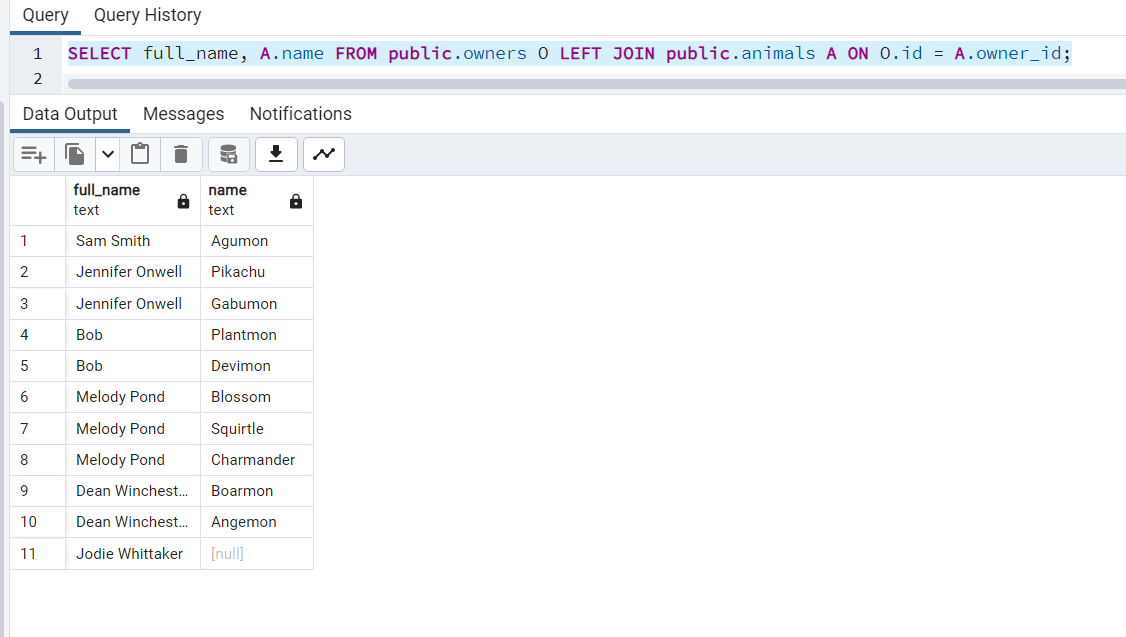 Query Query History
1 SELECT full_name, A.name FROM public.owners O LEFT JOIN public.animals A ON O.id = A.owner_id;
2
Data Output Messages Notifications
full_name name
text text
1 Sam Smith Agumon
2 Jennifer Onwell Pikachu
3 Jennifer Onwell Gabumon
4 Bob Plantmon
5 Bob Devimon
6 Melody Pond Blossom
7 Melody Pond Squirtle
8 Melody Pond Charmander
9 Dean Winchest... Boarmon
10 Dean Winchest... Angemon
11 Jodie Whittaker [null]